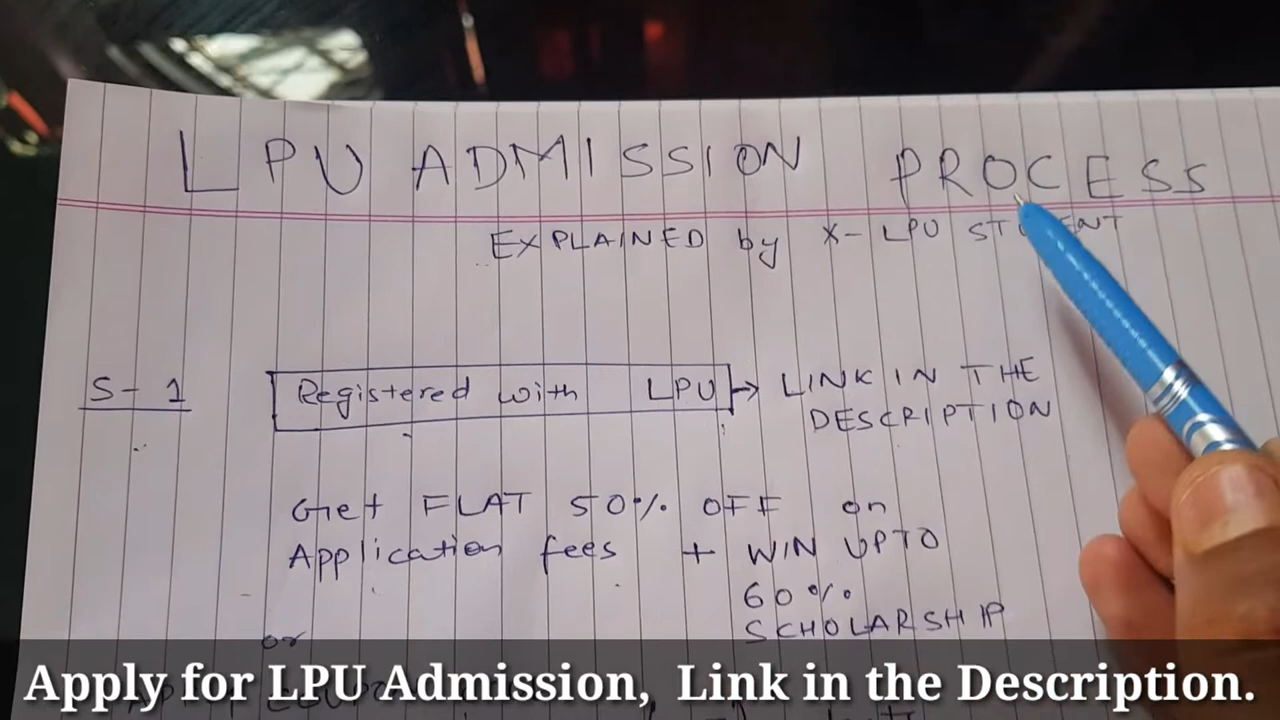 LPU ADMISSION PROCESS
EXPLAINED by X-LPU STUDENT
S-1 Registered with LPU → LINK IN THE
DESCRIPTION
Get FLAT 50% OFF on
Application fees + WIN UPTO
60%
SCHOLARSHIP
or
Apply for LPU Admission, Link in the Description.